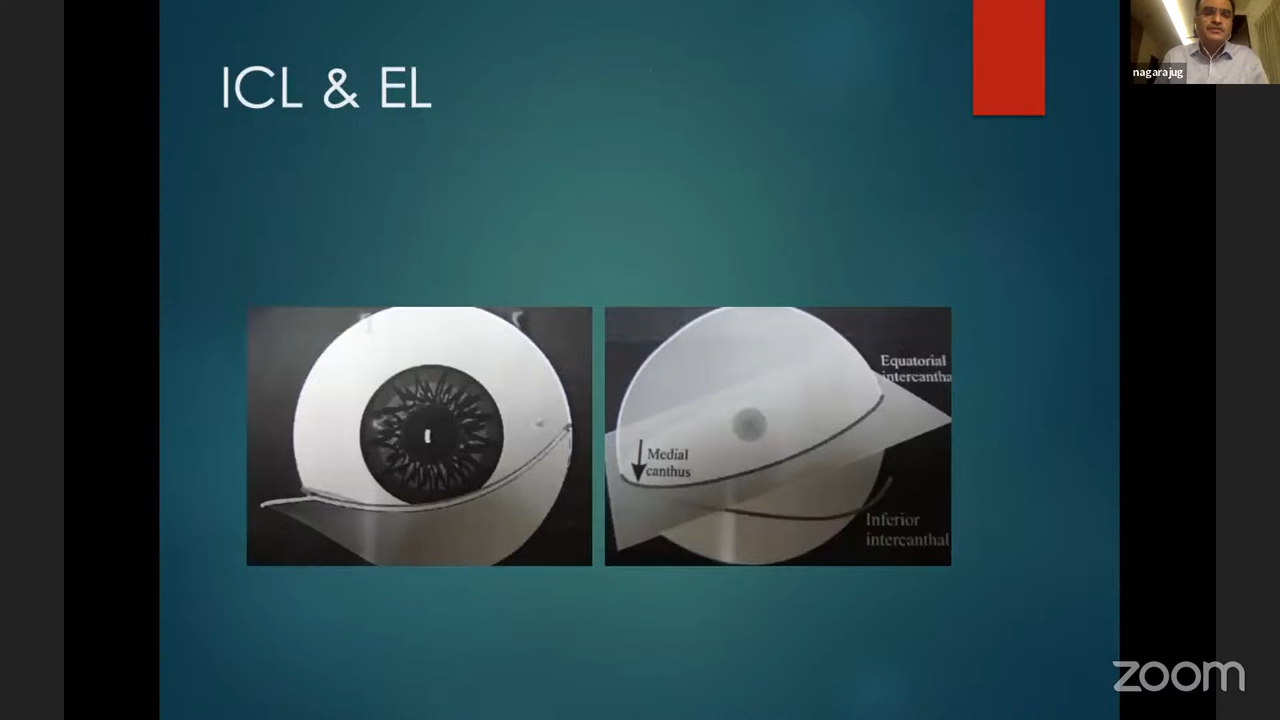 ICL & EL
nagarajug
Equatorial
intercantha
Medial
canthus
Inferior
intercanthal
zoom